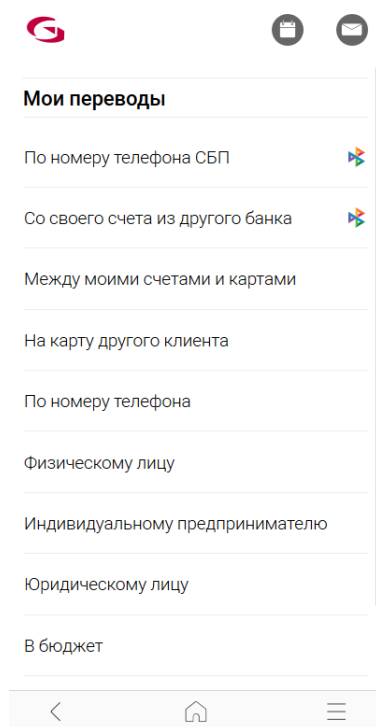 Мои переводы
По номеру телефона СБП
Со своего счета из другого банка
Между моими счетами и картами
На карту другого клиента
По номеру телефона
Физическому лицу
Индивидуальному предпринимателю
Юридическому лицу
В бюджет